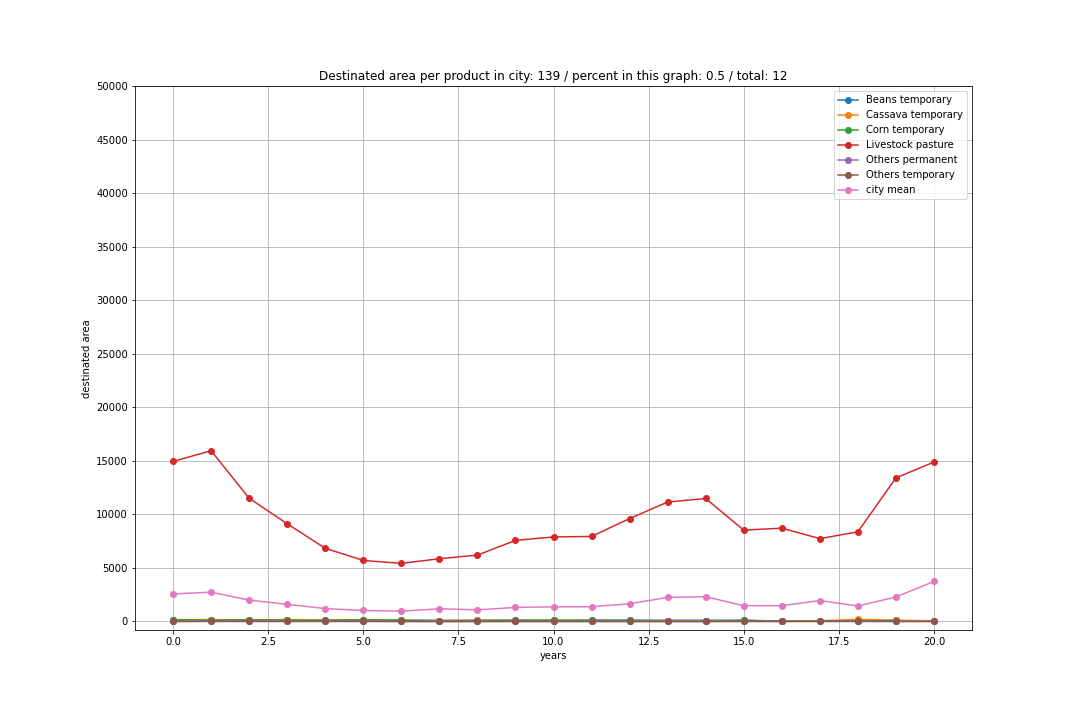 Destinated area per product in city: 139 / percent in this graph: 0.5 / total: 12
50000
45000
40000
35000
30000
25000
20000
15000
10000
5000
0
destinated area
Beans temporary
Cassava temporary
Corn temporary
Livestock pasture
Others permanent
Others temporary
city mean
0.0 2.5 5.0 7.5 10.0 12.5 15.0 17.5 20.0
years